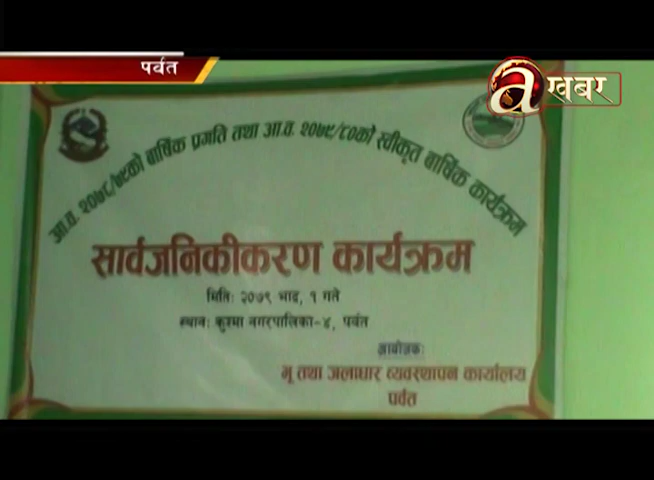 पर्वत
a खबर
आ.व. २०७८/७९को बार्षिक प्रगति तथा आ.व. २०७९/८०को स्वीकृत बार्षिक कार्यक्रम
सार्वजनिकीकरण कार्यक्रम
मिति: २०७९ भाद्र, १ गते
स्थान: कुश्मा नगरपालिका-४, पर्वत
आयोजक:
भू तथा जलाधार व्यवस्थापन कार्यालय
पर्वत